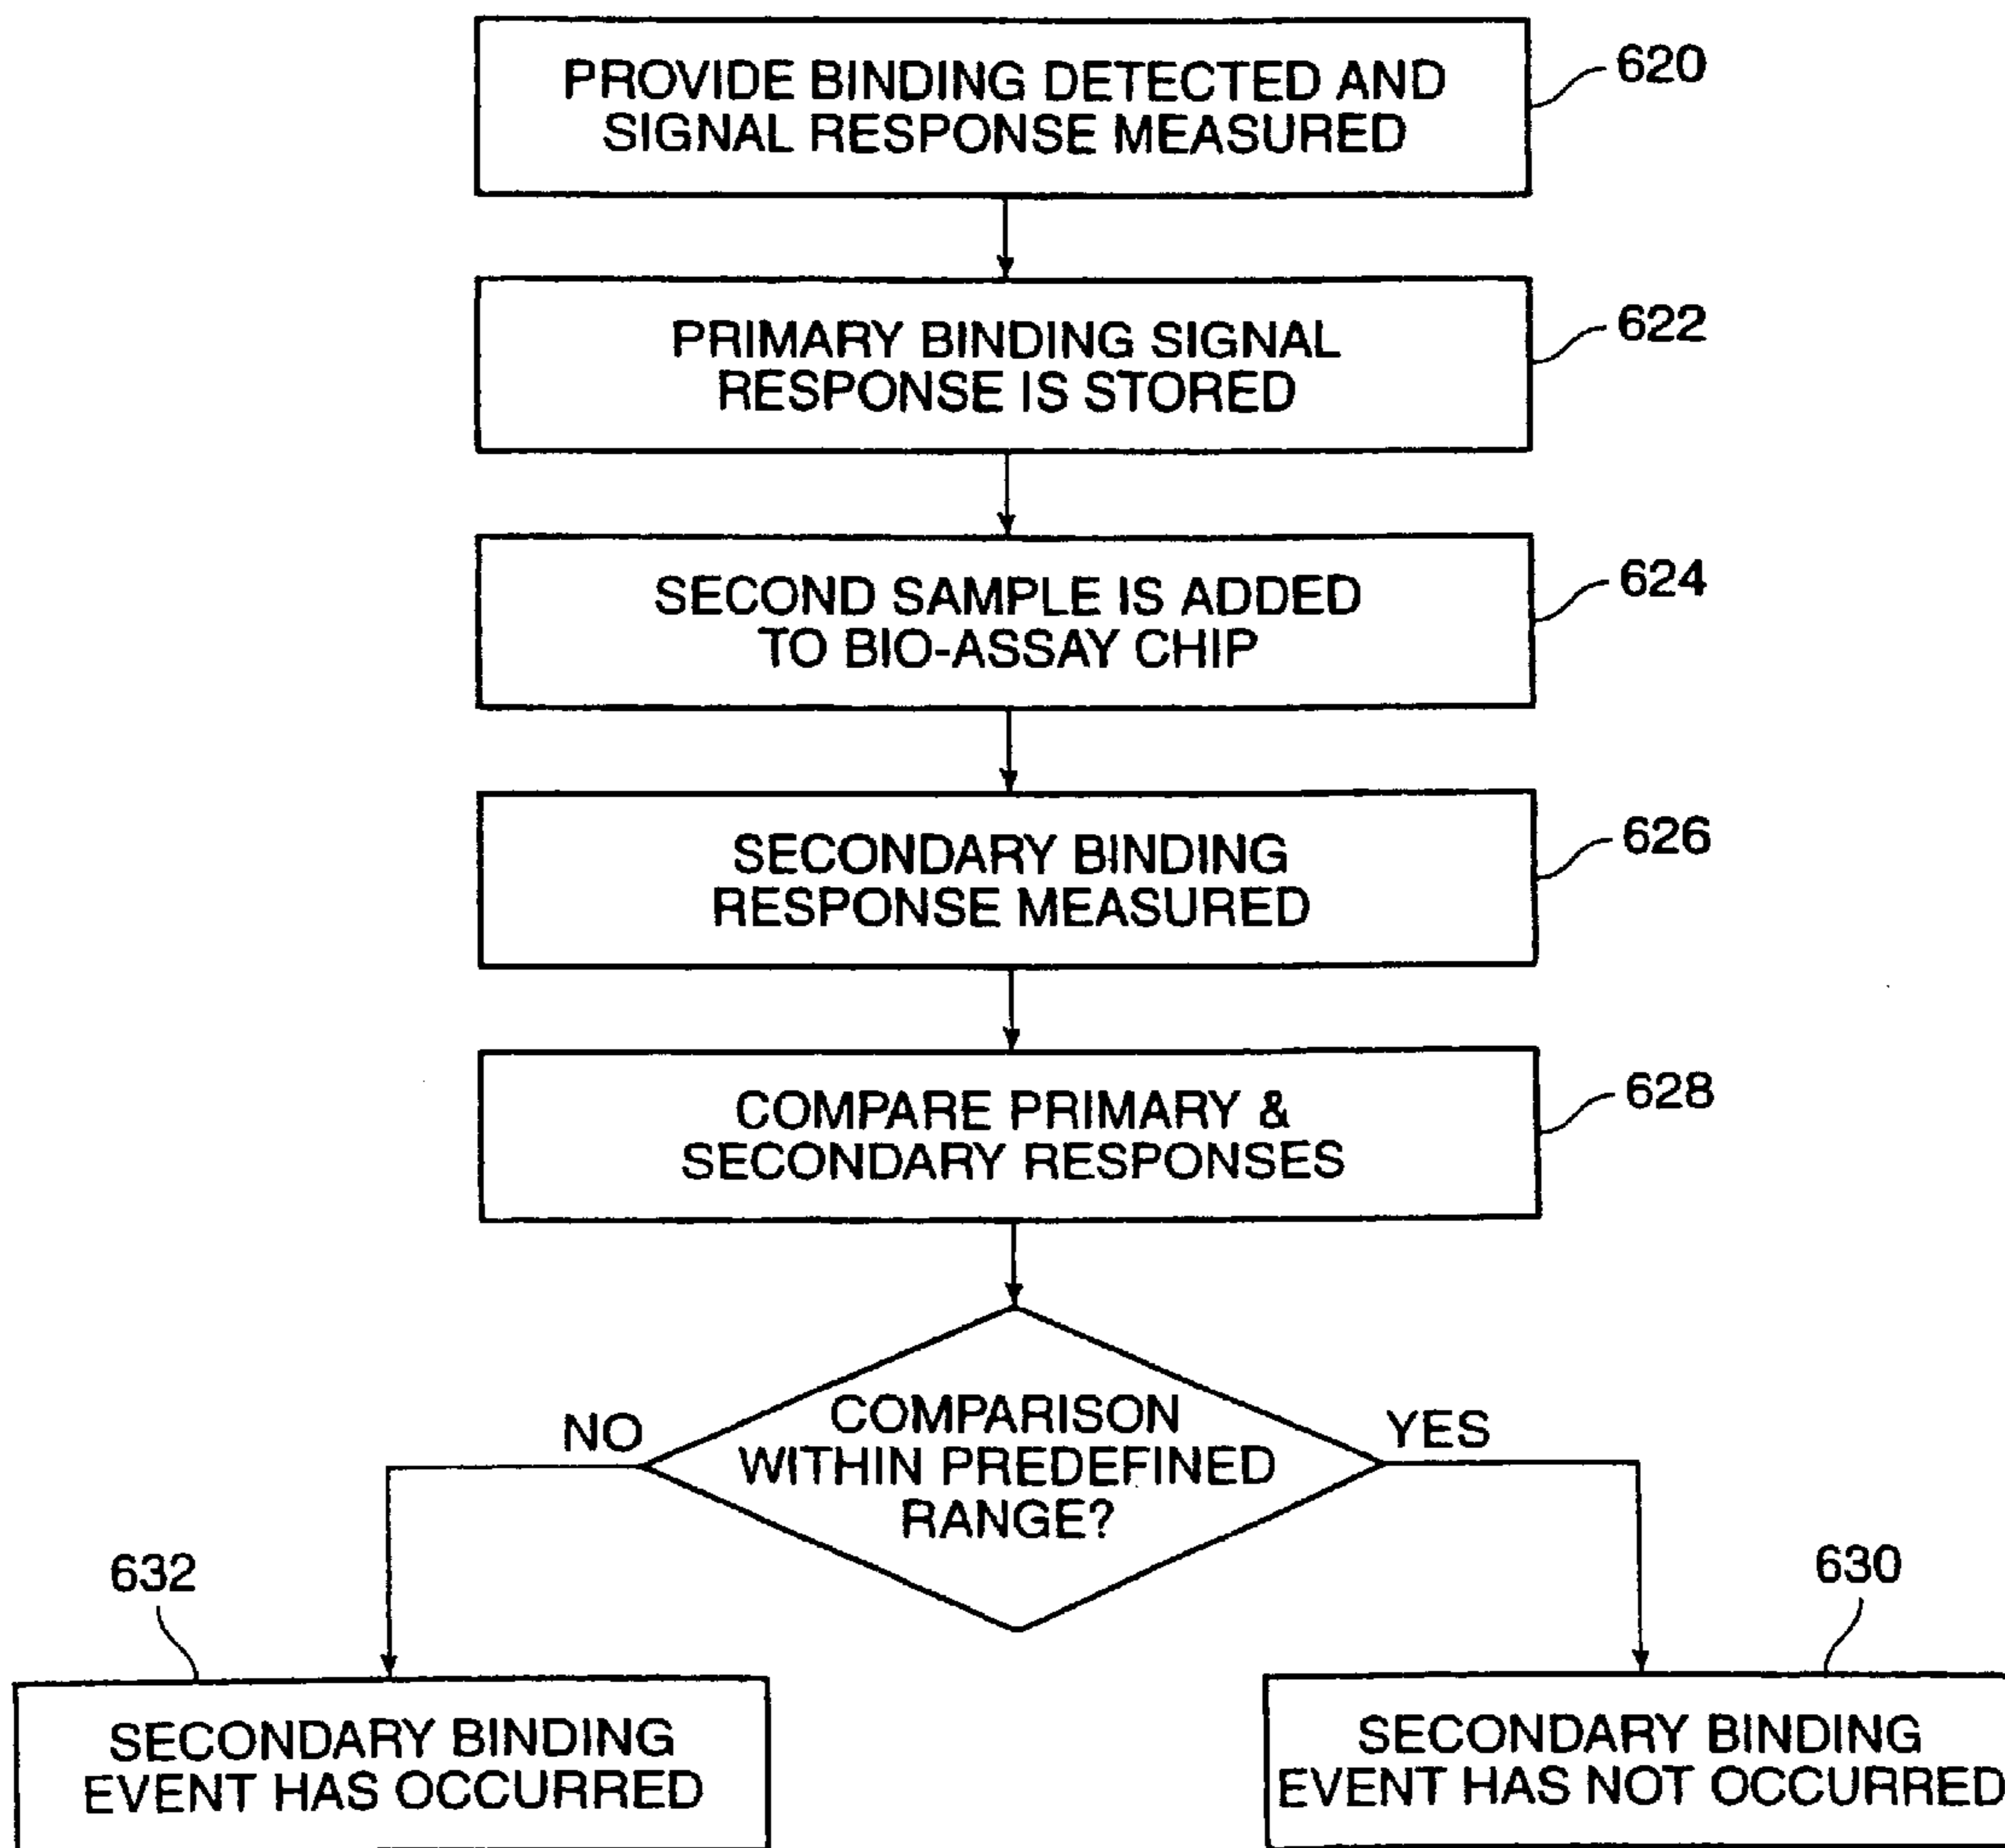 PROVIDE BINDING DETECTED AND
SIGNAL RESPONSE MEASURED
620
PRIMARY BINDING SIGNAL
RESPONSE IS STORED
622
SECOND SAMPLE IS ADDED
TO BIO-ASSAY CHIP
624
SECONDARY BINDING
RESPONSE MEASURED
626
COMPARE PRIMARY &
SECONDARY RESPONSES
628
COMPARISON
WITHIN PREDEFINED
RANGE?
NO
YES
632
SECONDARY BINDING
EVENT HAS OCCURRED
630
SECONDARY BINDING
EVENT HAS NOT OCCURRED